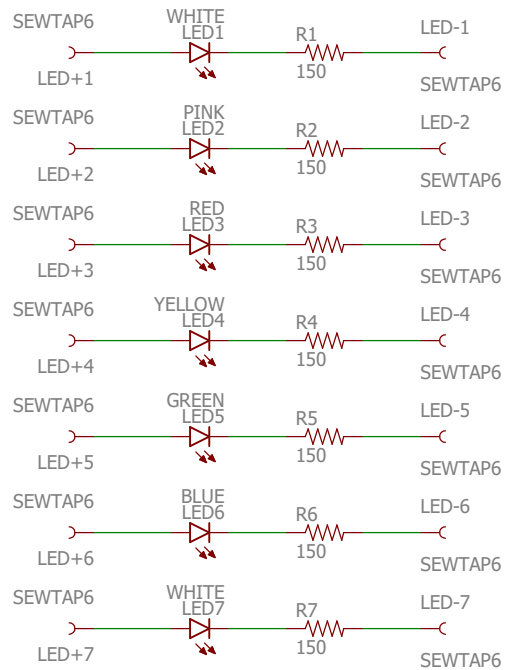 SEWTAP6 WHITE LED-1
LED1 R1
LED+1 150 SEWTAP6
SEWTAP6 PINK LED-2
LED2 R2
LED+2 150 SEWTAP6
SEWTAP6 RED LED-3
LED3 R3
LED+3 150 SEWTAP6
SEWTAP6 YELLOW LED-4
LED4 R4
LED+4 150 SEWTAP6
SEWTAP6 GREEN LED-5
LED5 R5
LED+5 150 SEWTAP6
SEWTAP6 BLUE LED-6
LED6 R6
LED+6 150 SEWTAP6
SEWTAP6 WHITE LED-7
LED7 R7
LED+7 150 SEWTAP6